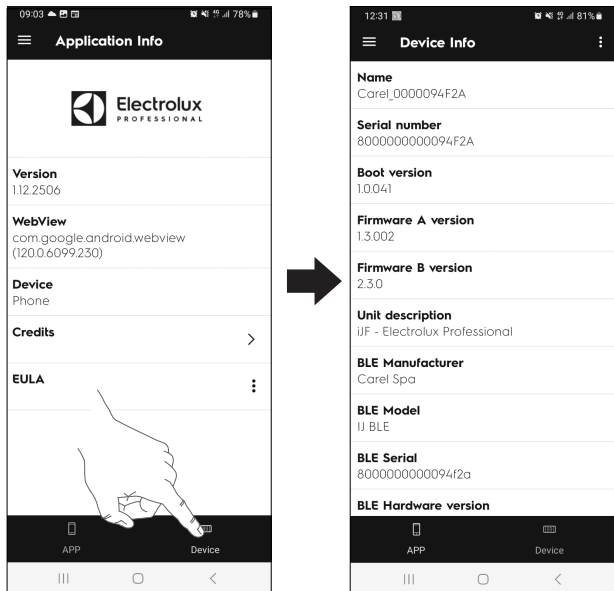 09:03 78%
Application Info
Electrolux
PROFESSIONAL
Version
1.12.2506
WebView
com.google.android.webview
(120.0.6099.230)
Device
Phone
Credits
EULA
APP Device
12:31 81%
Device Info
Name
Carel_0000094F2A
Serial number
8000000000094F2A
Boot version
1.0.041
Firmware A version
1.3.002
Firmware B version
2.3.0
Unit description
iJF - Electrolux Professional
BLE Manufacturer
Carel Spa
BLE Model
IJ BLE
BLE Serial
8000000000094f2a
BLE Hardware version
APP Device